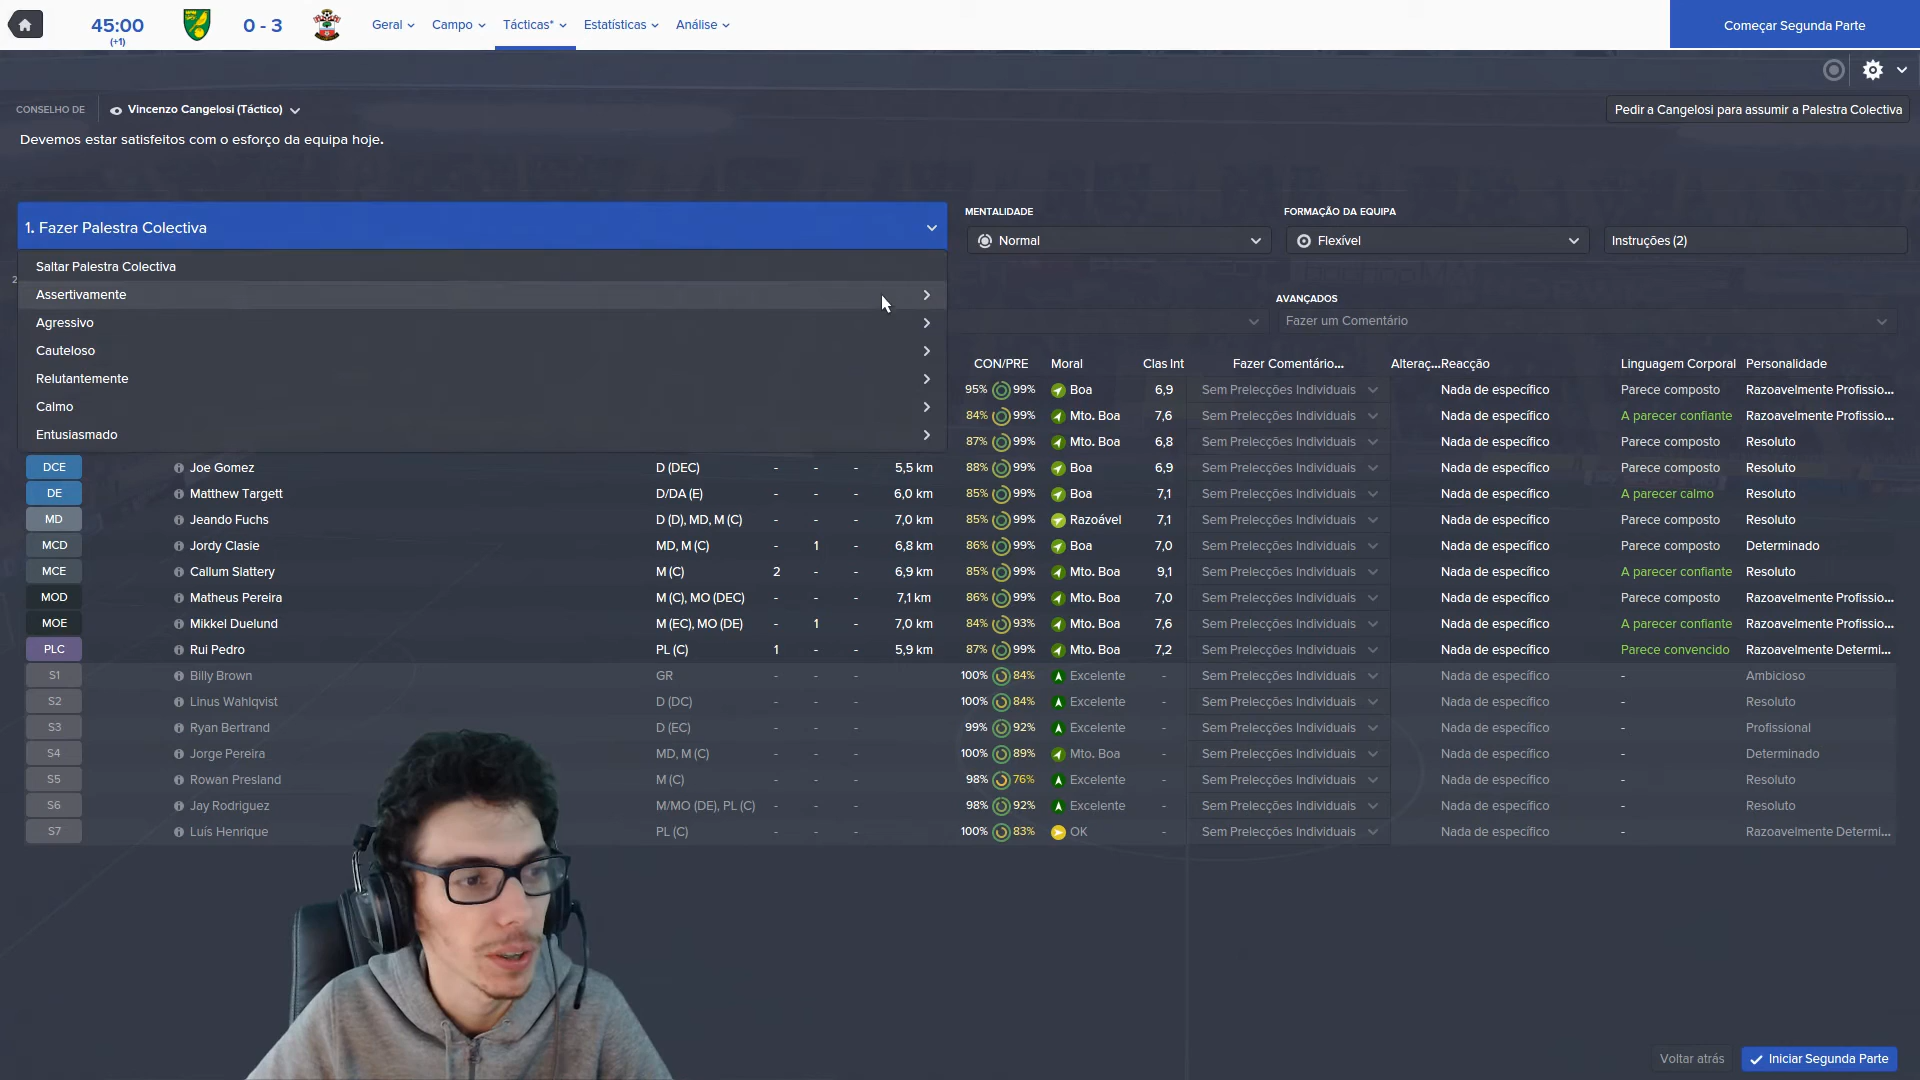 45:00
(+1)
0 - 3
Geral
Campo
Tácticas*
Estatísticas
Análise
Começar Segunda Parte
CONSELHO DE
Vincenzo Cangelosi (Táctico)
Pedir a Cangelosi para assumir a Palestra Colectiva
Devemos estar satisfeitos com o esforço da equipa hoje.
1. Fazer Palestra Colectiva
MENTALIDADE
Normal
FORMAÇÃO DA EQUIPA
Flexível
Instruções (2)
Saltar Palestra Colectiva
Assertivamente
Agressivo
Cauteloso
Relutantemente
Calmo
Entusiasmado
2
AVANÇADOS
Fazer um Comentário
CON/PRE Moral Clas Int Fazer Comentário... Alteraç... Reacção Linguagem Corporal Personalidade
95% 99% Boa 6,9 Sem Prelecções Individuais Nada de específico Parece composto Razoavelmente Profissio...
84% 99% Mto. Boa 7,6 Sem Prelecções Individuais Nada de específico A parecer confiante Razoavelmente Profissio...
87% 99% Mto. Boa 6,8 Sem Prelecções Individuais Nada de específico Parece composto Resoluto
DCE Joe Gomez D (DEC) - - - 5,5 km 88% 99% Boa 6,9 Sem Prelecções Individuais Nada de específico Parece composto Resoluto
DE Matthew Targett D/DA (E) - - - 6,0 km 85% 99% Boa 7,1 Sem Prelecções Individuais Nada de específico A parecer calmo Resoluto
MD Jeando Fuchs D (D), MD, M (C) - - - 7,0 km 85% 99% Razoável 7,1 Sem Prelecções Individuais Nada de específico Parece composto Resoluto
MCD Jordy Clasie MD, M (C) - 1 - 6,8 km 86% 99% Boa 7,0 Sem Prelecções Individuais Nada de específico Parece composto Determinado
MCE Callum Slattery M (C) 2 - - 6,9 km 85% 99% Mto. Boa 9,1 Sem Prelecções Individuais Nada de específico A parecer confiante Resoluto
MOD Matheus Pereira M (C), MO (DEC) - - - 7,1 km 86% 99% Mto. Boa 7,0 Sem Prelecções Individuais Nada de específico Parece composto Razoavelmente Profissio...
MOE Mikkel Duelund M (EC), MO (DE) - 1 - 7,0 km 84% 93% Mto. Boa 7,6 Sem Prelecções Individuais Nada de específico A parecer confiante Razoavelmente Profissio...
PLC Rui Pedro PL (C) 1 - - 5,9 km 87% 99% Mto. Boa 7,2 Sem Prelecções Individuais Nada de específico Parece convencido Razoavelmente Determi...
S1 Billy Brown GR - - - 100% 84% Excelente - Sem Prelecções Individuais Nada de específico - Ambicioso
S2 Linus Wahlqvist D (DC) - - - 100% 84% Excelente - Sem Prelecções Individuais Nada de específico - Resoluto
S3 Ryan Bertrand D (EC) - - - 99% 92% Excelente - Sem Prelecções Individuais Nada de específico - Profissional
S4 Jorge Pereira MD, M (C) - - - 100% 89% Mto. Boa - Sem Prelecções Individuais Nada de específico - Determinado
S5 Rowan Presland M (C) - - - 98% 76% Excelente - Sem Prelecções Individuais Nada de específico - Resoluto
S6 Jay Rodriguez M/MO (DE), PL (C) - - - 98% 92% Excelente - Sem Prelecções Individuais Nada de específico - Resoluto
S7 Luís Henrique PL (C) - - - 100% 83% OK - Sem Prelecções Individuais Nada de específico - Razoavelmente Determi...
Voltar atrás
Iniciar Segunda Parte